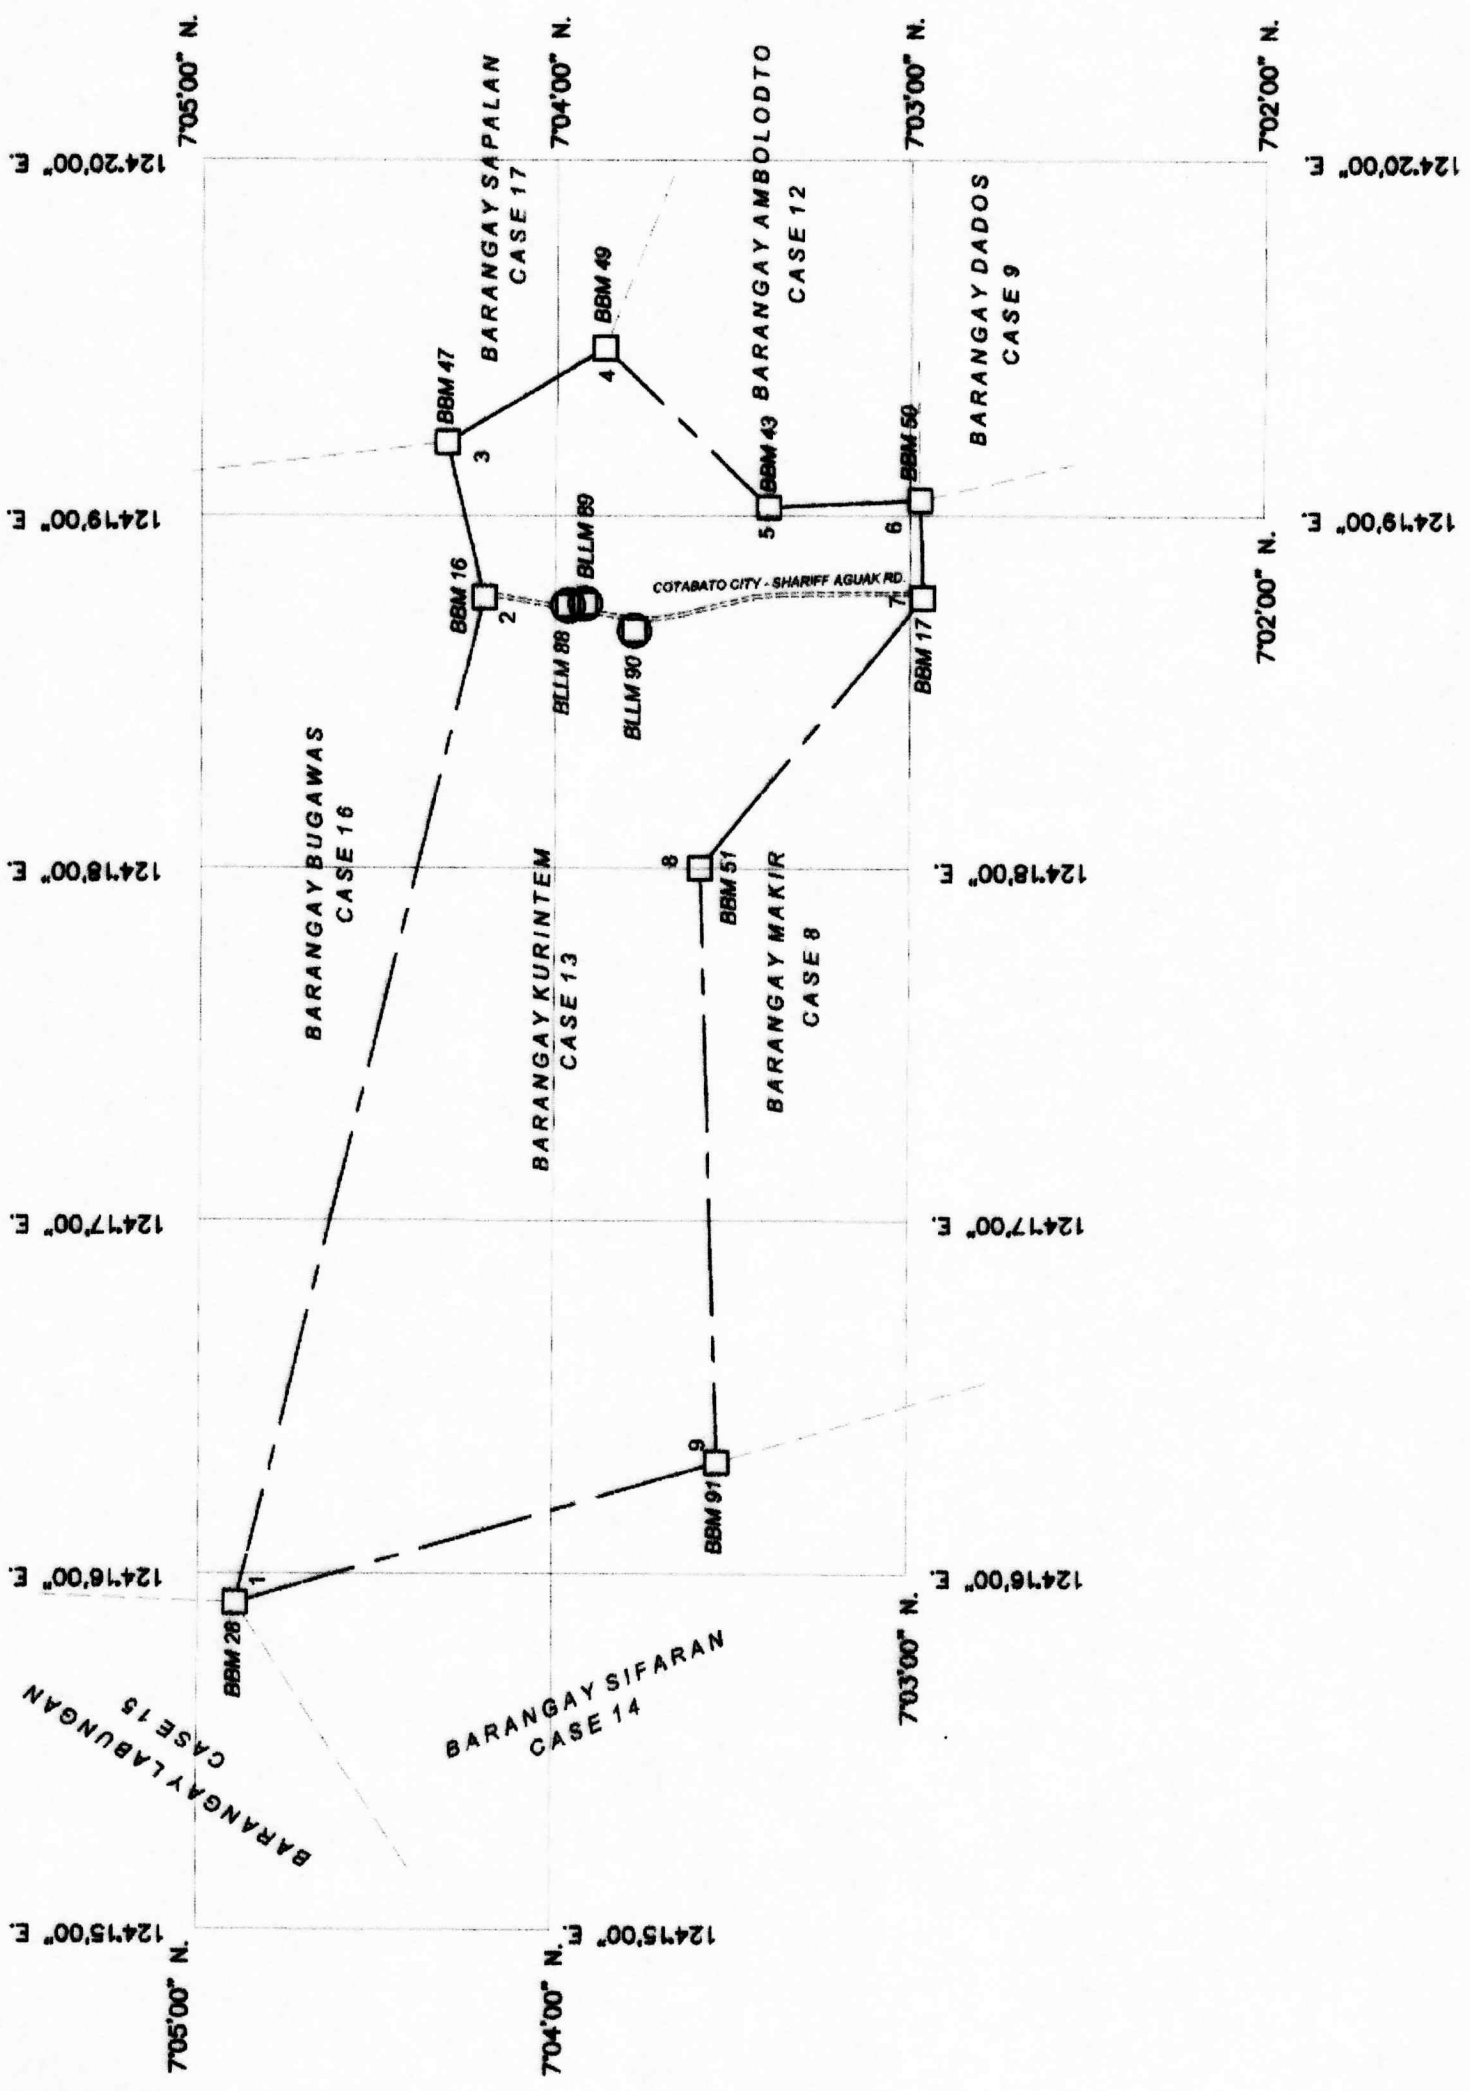 7°05'00" N.
7°04'00" N.
7°03'00" N.
7°02'00" N.
124°20'00" E.
124°20'00" E.
BARANGAY SAPALAN
CASE 17
BARANGAY AMBOLODTO
CASE 12
BARANGAY DADOS
CASE 9
BBM 47
3
BBM 49
4
BBM 43
5
BBM 50
6
124°19'00" E.
124°19'00" E.
7°02'00" N.
BBM 16
2
BLLM 88
BLLM 89
BLLM 90
COTABATO CITY - SHARIFF AGUAK RD.
7
BBM 17
BARANGAY BUGAWAS
CASE 16
124°18'00" E.
124°18'00" E.
8
BBM 51
BARANGAY KURINTEM
CASE 13
BARANGAY MAKIR
CASE 8
124°17'00" E.
124°17'00" E.
9
BBM 91
124°16'00" E.
124°16'00" E.
1
BBM 28
7°03'00" N.
BARANGAY LABUNGAN
CASE 15
BARANGAY SIFARAN
CASE 14
124°15'00" E.
124°15'00" E.
7°05'00" N.
7°04'00" N.